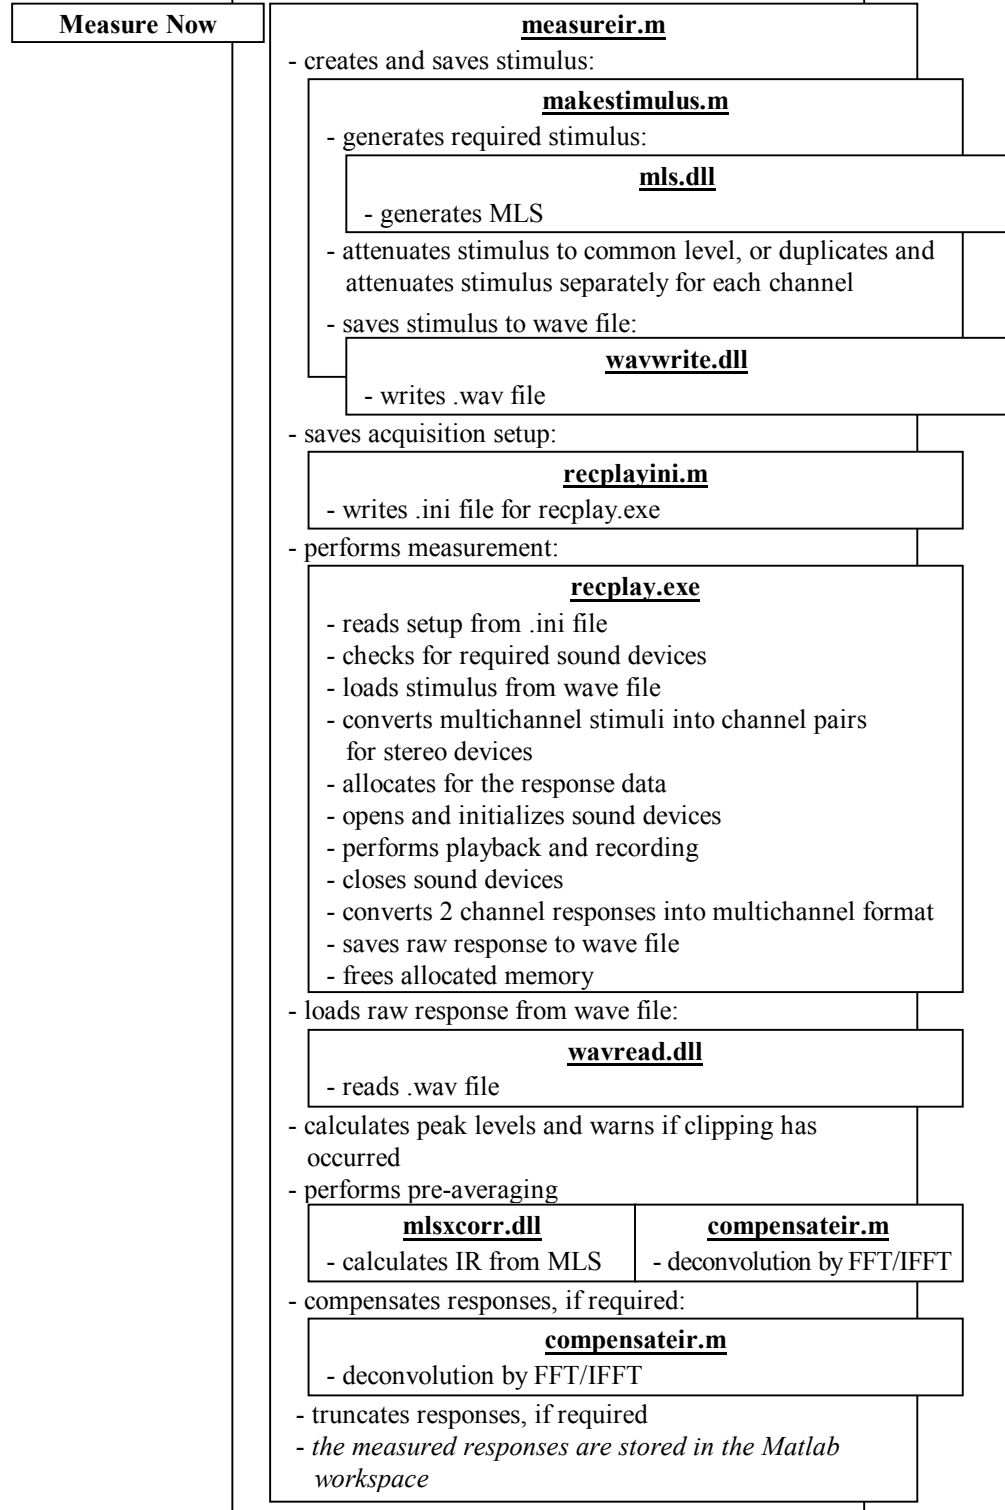 Measure Now
measureir.m
- creates and saves stimulus:
makestimulus.m
- generates required stimulus:
mls.dll
- generates MLS
- attenuates stimulus to common level, or duplicates and
attenuates stimulus separately for each channel
- saves stimulus to wave file:
wavwrite.dll
- writes .wav file
- saves acquisition setup:
recplayini.m
- writes .ini file for recplay.exe
- performs measurement:
recplay.exe
- reads setup from .ini file
- checks for required sound devices
- loads stimulus from wave file
- converts multichannel stimuli into channel pairs
for stereo devices
- allocates for the response data
- opens and initializes sound devices
- performs playback and recording
- closes sound devices
- converts 2 channel responses into multichannel format
- saves raw response to wave file
- frees allocated memory
- loads raw response from wave file:
wavread.dll
- reads .wav file
- calculates peak levels and warns if clipping has
occurred
- performs pre-averaging
mlsxcorr.dll
- calculates IR from MLS
compensateir.m
- deconvolution by FFT/IFFT
- compensates responses, if required:
compensateir.m
- deconvolution by FFT/IFFT
- truncates responses, if required
- the measured responses are stored in the Matlab
workspace